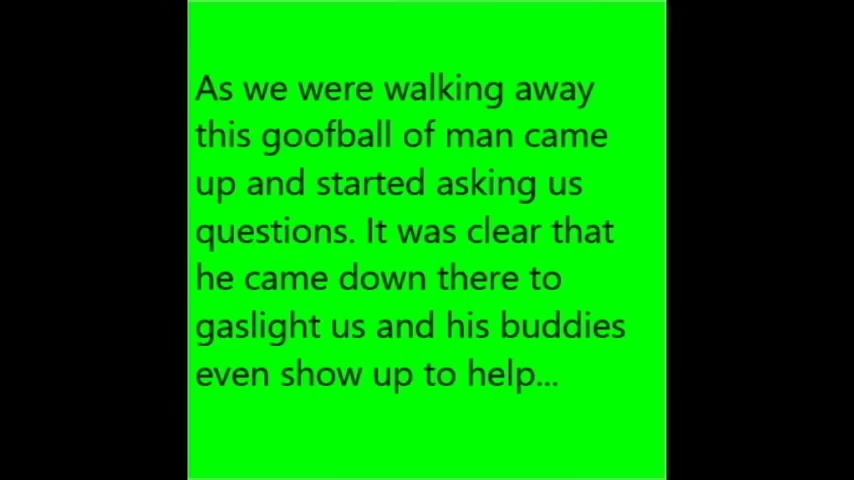 As we were walking away
this goofball of man came
up and started asking us
questions. It was clear that
he came down there to
gaslight us and his buddies
even show up to help...